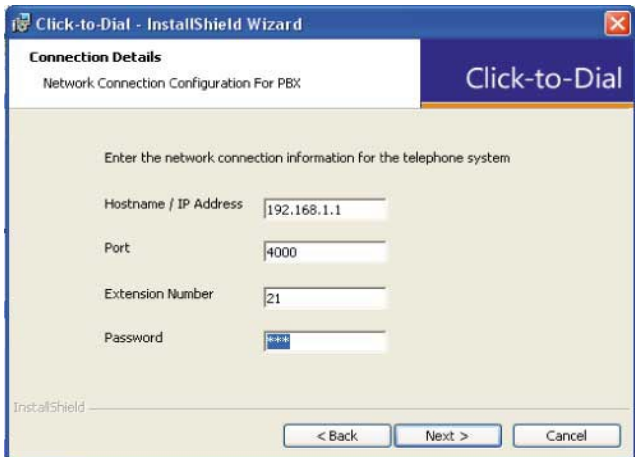 Click-to-Dial - InstallShield Wizard
Connection Details
Network Connection Configuration For PBX
Click-to-Dial
Enter the network connection information for the telephone system
Hostname / IP Address 192.168.1.1
Port 4000
Extension Number 21
Password ***
InstallShield
< Back Next > Cancel